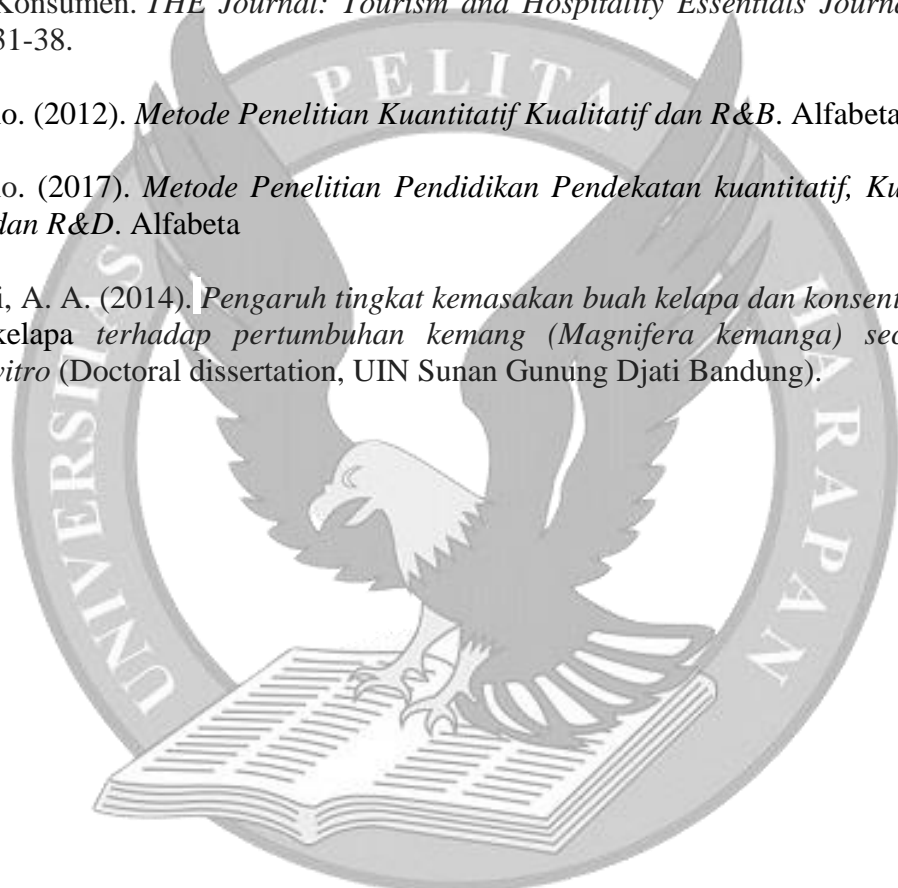 Konsumen. THE Journal: Tourism and Hospitality Essentials Journa
31-38.
o. (2012). Metode Penelitian Kuantitatif Kualitatif dan R&B. Alfabeta
o. (2017). Metode Penelitian Pendidikan Pendekatan kuantitatif, Ku
dan R&D. Alfabeta
i, A. A. (2014). Pengaruh tingkat kemasakan buah kelapa dan konsent
kelapa terhadap pertumbuhan kemang (Magnifera kemanga) sec
vitro (Doctoral dissertation, UIN Sunan Gunung Djati Bandung).
UNIVERSITAS PELITA HARAPAN